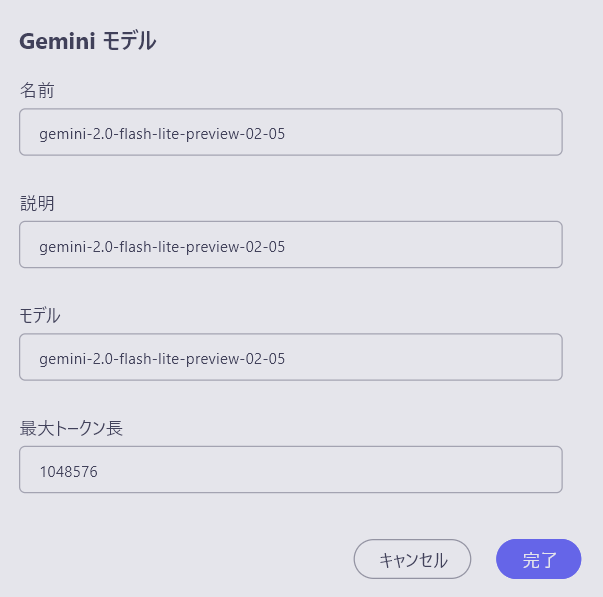 Gemini モデル
名前
gemini-2.0-flash-lite-preview-02-05
説明
gemini-2.0-flash-lite-preview-02-05
モデル
gemini-2.0-flash-lite-preview-02-05
最大トークン長
1048576
キャンセル
完了